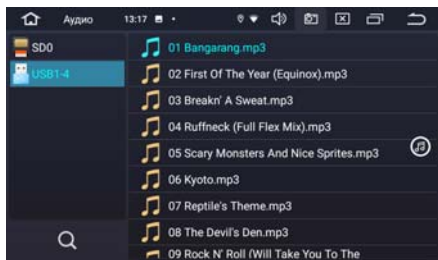 Аудио 13:17
SD0
USB1-4
01 Bangarang.mp3
02 First Of The Year (Equinox).mp3
03 Breakn' A Sweat.mp3
04 Ruffneck (Full Flex Mix).mp3
05 Scary Monsters And Nice Sprites.mp3
06 Kyoto.mp3
07 Reptile's Theme.mp3
08 The Devil's Den.mp3
09 Rock N' Roll (Will Take You To The